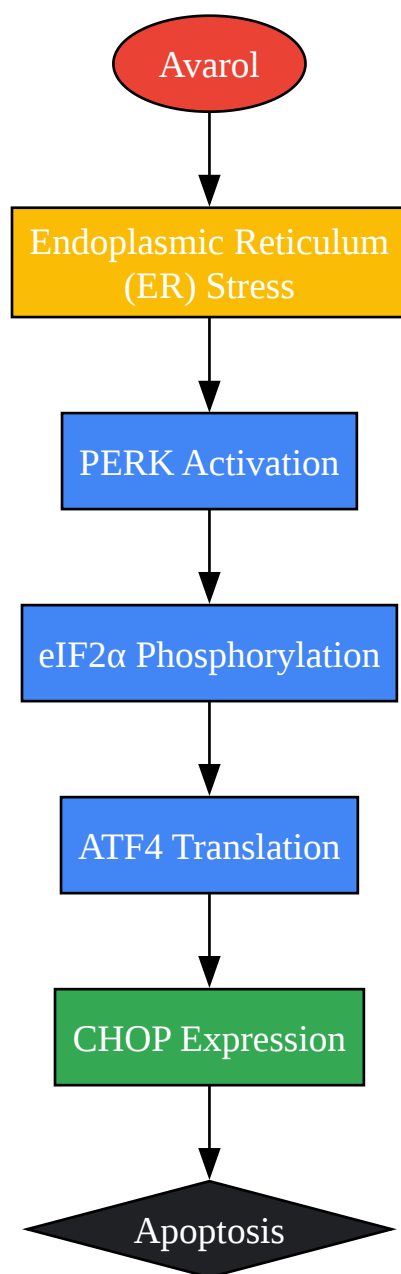 Avarol
Endoplasmic Reticulum
(ER) Stress
PERK Activation
eIF2α Phosphorylation
ATF4 Translation
CHOP Expression
Apoptosis